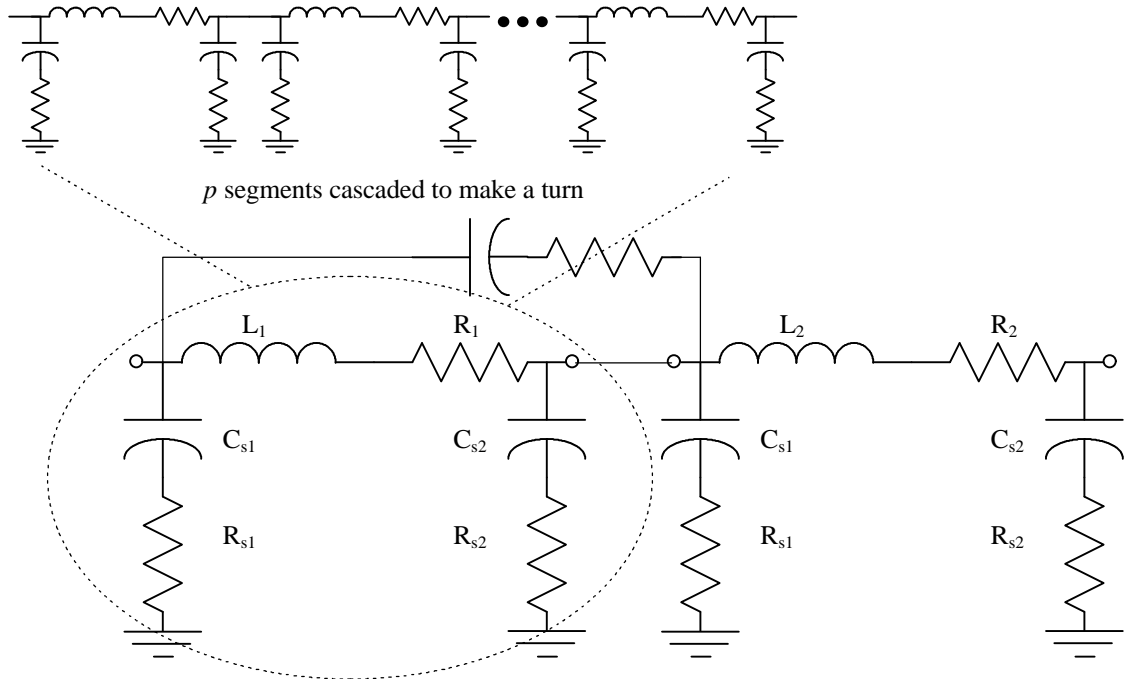 p segments cascaded to make a turn
L1 R1 L2 R2
Cs1 Cs2 Cs1 Cs2
Rs1 Rs2 Rs1 Rs2